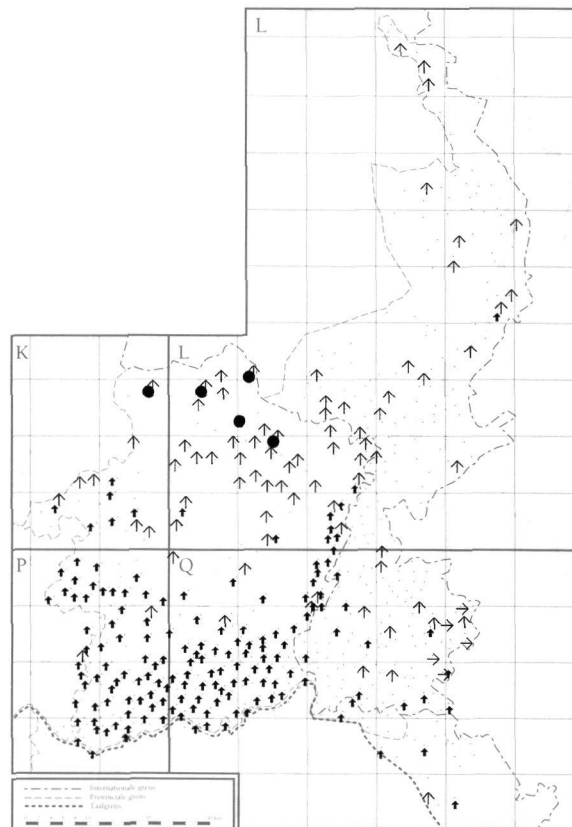 L
K L
P Q
Internationale grens
Provinciale grens
Taalgrens